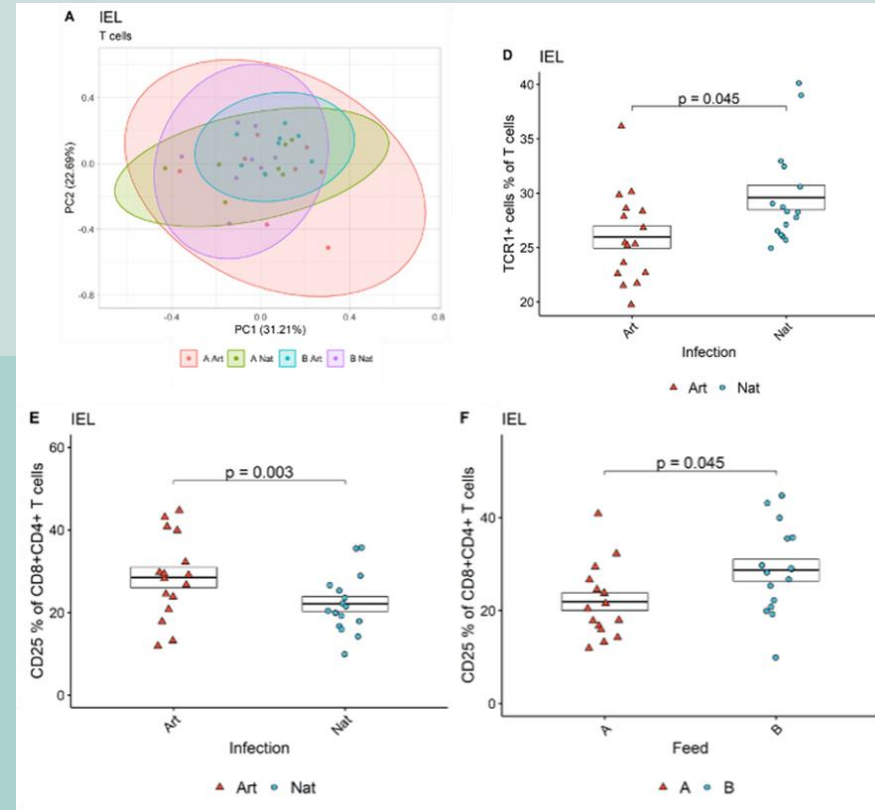 A IEL
T cells
0.4
0.0
-0.4
-0.8
PC2 (22.69%)
-0.4
0.0
0.4
0.8
PC1 (31.21%)
A Art
A Nat
B Art
B Nat
D IEL
40
35
30
25
20
TCR1+ cells % of T cells
p = 0.045
Art
Nat
Infection
Art
Nat
E IEL
60
40
20
0
CD25 % of CD8+CD4+ T cells
p = 0.003
Art
Nat
Infection
Art
Nat
F IEL
40
20
0
CD25 % of CD8+CD4+ T cells
p = 0.045
A
B
Feed
A
B